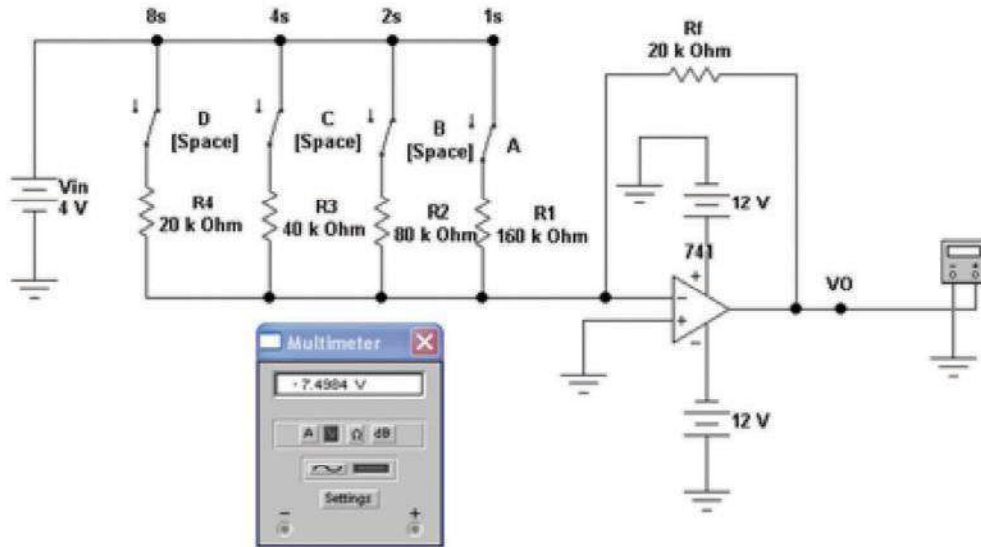 8s
4s
2s
1s
Rf
20 k Ohm
D
[Space]
C
[Space]
B
[Space]
A
Vin
4 V
R4
20 k Ohm
R3
40 k Ohm
R2
80 k Ohm
R1
160 k Ohm
12 V
741
+
−
+
−
VO
− +
12 V
Multimeter
-7.4984 V
A
V
Ω
dB
Settings
− +